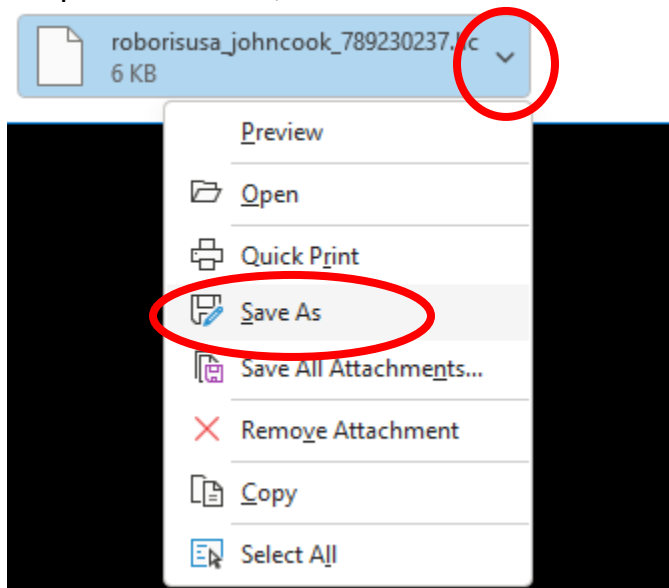 roborisusa_johncook_789230237.lic
6 KB
Preview
Open
Quick Print
Save As
Save All Attachments...
Remove Attachment
Copy
Select All